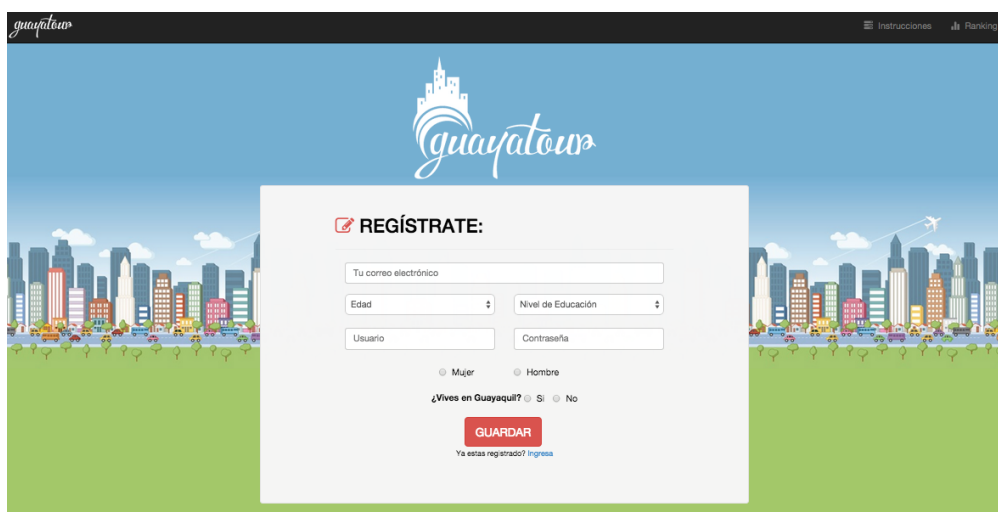 guayatour
Instrucciones
Ranking
guayatour
REGÍSTRATE:
Tu correo electrónico
Edad
Nivel de Educación
Usuario
Contraseña
Mujer
Hombre
¿Vives en Guayaquil? Si No
GUARDAR
Ya estas registrado? Ingresa